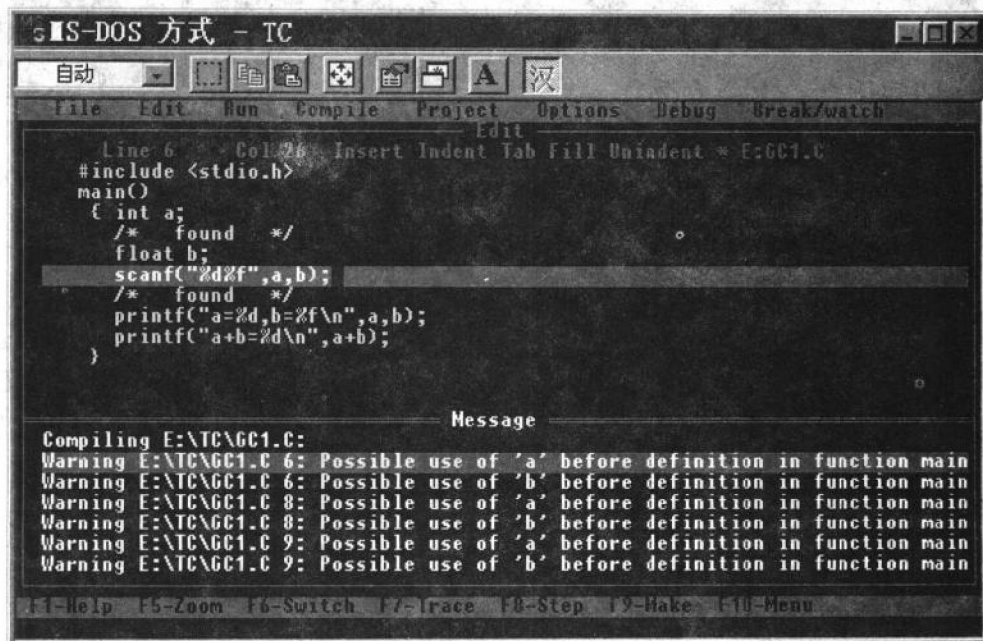 MS-DOS 方式 - TC
自动 A 汉
File Edit Run Compile Project Options Debug Break/watch
Edit
Line 6 Col 26 Insert Indent Tab Fill Unindent * E:GC1.C
#include <stdio.h>
main()
{ int a;
/* found */
float b;
scanf("%d%f",a,b);
/* found */
printf("a=%d,b=%f\n",a,b);
printf("a+b=%d\n",a+b);
}
Message
Compiling E:\TC\GC1.C:
Warning E:\TC\GC1.C 6: Possible use of 'a' before definition in function main
Warning E:\TC\GC1.C 6: Possible use of 'b' before definition in function main
Warning E:\TC\GC1.C 8: Possible use of 'a' before definition in function main
Warning E:\TC\GC1.C 8: Possible use of 'b' before definition in function main
Warning E:\TC\GC1.C 9: Possible use of 'a' before definition in function main
Warning E:\TC\GC1.C 9: Possible use of 'b' before definition in function main
F1-Help F5-Zoom F6-Switch F7-Trace F8-Step F9-Make F10-Menu